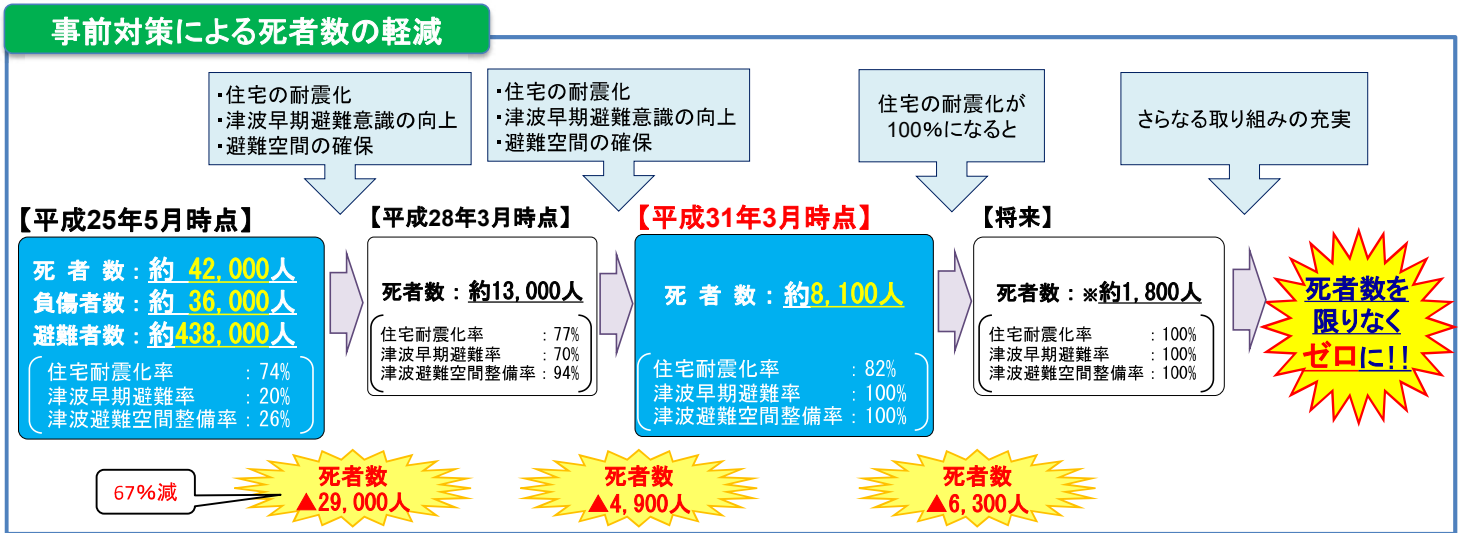 事前対策による死者数の軽減
・住宅の耐震化
・津波早期避難意識の向上
・避難空間の確保
・住宅の耐震化
・津波早期避難意識の向上
・避難空間の確保
住宅の耐震化が
100%になると
さらなる取り組みの充実
【平成25年5月時点】
死 者 数：約 42,000人
負傷者数：約 36,000人
避難者数：約438,000人
住宅耐震化率 ：74%
津波早期避難率 ：20%
津波避難空間整備率：26%
【平成28年3月時点】
死者数：約13,000人
住宅耐震化率 ：77%
津波早期避難率 ：70%
津波避難空間整備率：94%
【平成31年3月時点】
死 者 数：約8,100人
住宅耐震化率 ：82%
津波早期避難率 ：100%
津波避難空間整備率：100%
【将来】
死者数：※約1,800人
住宅耐震化率 ：100%
津波早期避難率 ：100%
津波避難空間整備率：100%
死者数を
限りなく
ゼロに!!
67%減
死者数
▲29,000人
死者数
▲4,900人
死者数
▲6,300人